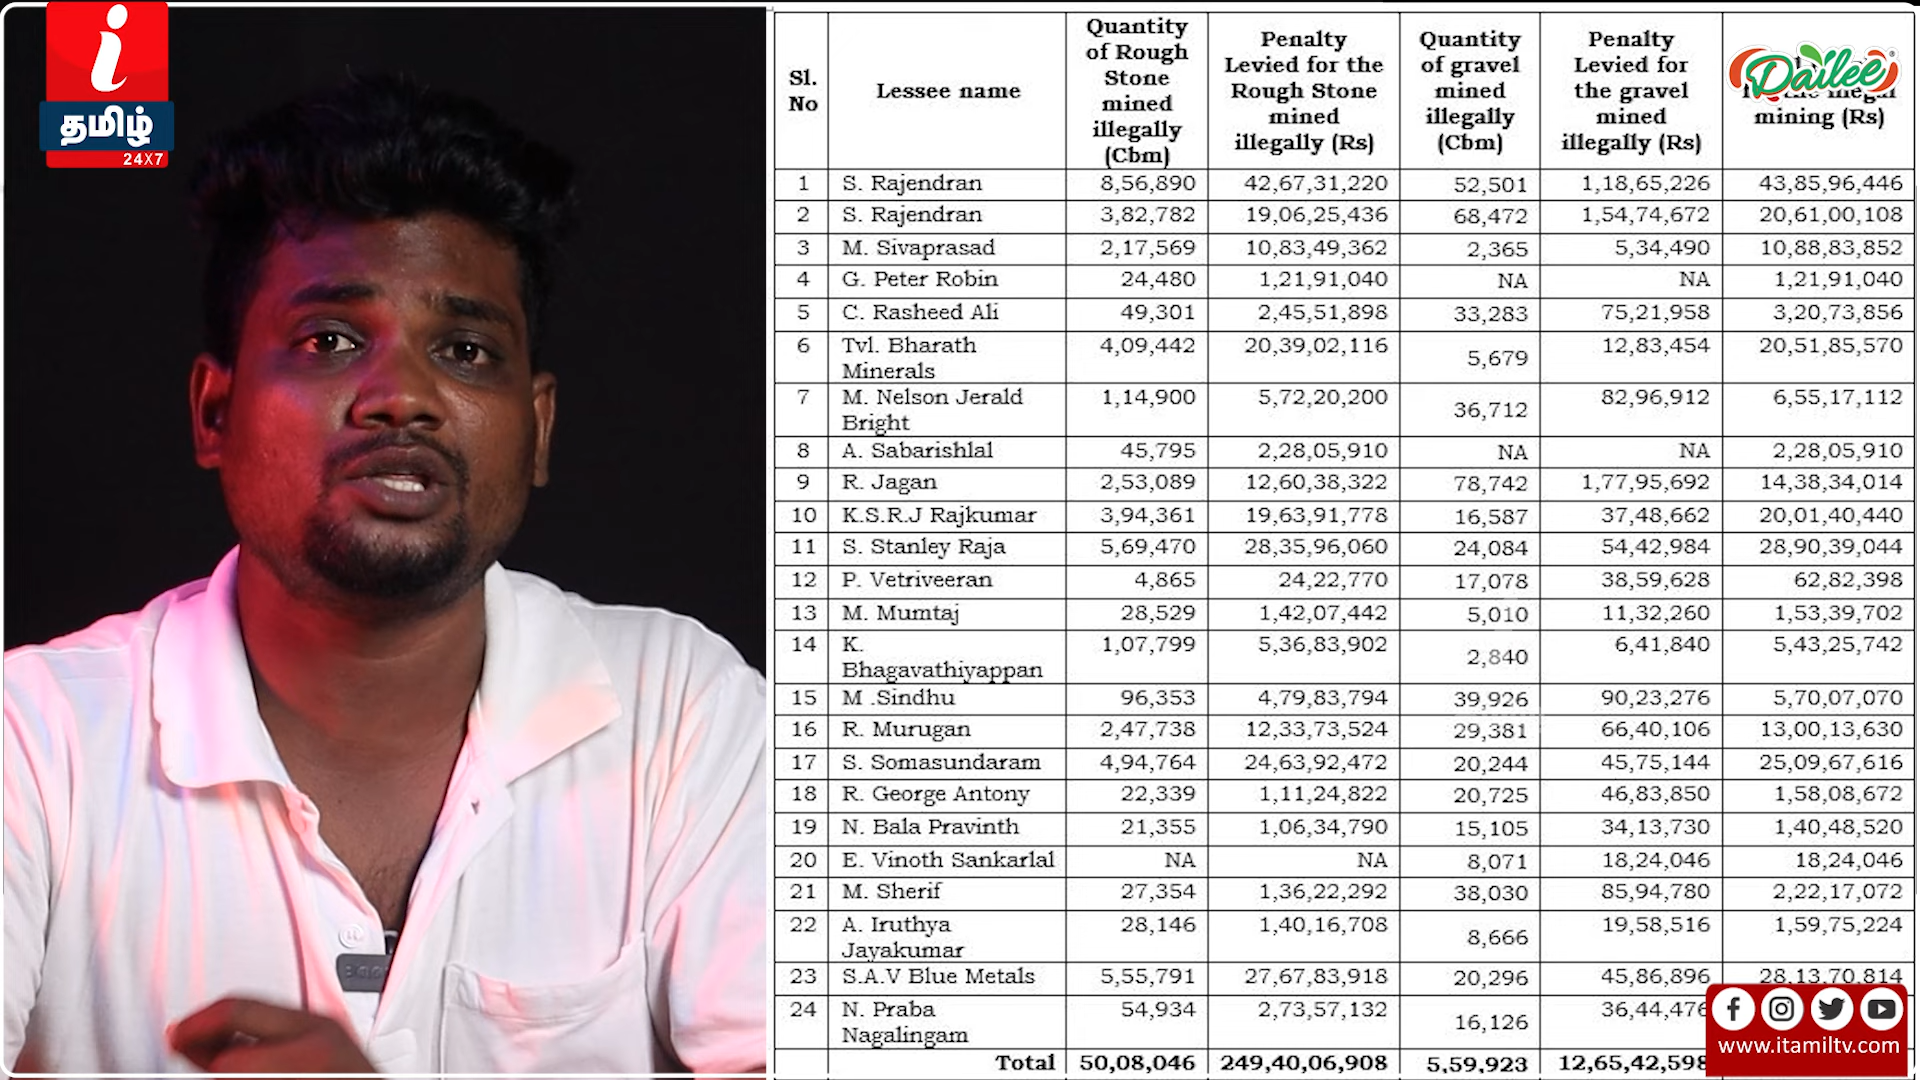 i
தமிழ்
24X7
Sl. No | Lessee name | Quantity of Rough Stone mined illegally (Cbm) | Penalty Levied for the Rough Stone mined illegally (Rs) | Quantity of gravel mined illegally (Cbm) | Penalty Levied for the gravel mined illegally (Rs) | mining (Rs)
Dailee
1 S. Rajendran 8,56,890 42,67,31,220 52,501 1,18,65,226 43,85,96,446
2 S. Rajendran 3,82,782 19,06,25,436 68,472 1,54,74,672 20,61,00,108
3 M. Sivaprasad 2,17,569 10,83,49,362 2,365 5,34,490 10,88,83,852
4 G. Peter Robin 24,480 1,21,91,040 NA NA 1,21,91,040
5 C. Rasheed Ali 49,301 2,45,51,898 33,283 75,21,958 3,20,73,856
6 Tvl. Bharath Minerals 4,09,442 20,39,02,116 5,679 12,83,454 20,51,85,570
7 M. Nelson Jerald Bright 1,14,900 5,72,20,200 36,712 82,96,912 6,55,17,112
8 A. Sabarishlal 45,795 2,28,05,910 NA NA 2,28,05,910
9 R. Jagan 2,53,089 12,60,38,322 78,742 1,77,95,692 14,38,34,014
10 K.S.R.J Rajkumar 3,94,361 19,63,91,778 16,587 37,48,662 20,01,40,440
11 S. Stanley Raja 5,69,470 28,35,96,060 24,084 54,42,984 28,90,39,044
12 P. Vetriveeran 4,865 24,22,770 17,078 38,59,628 62,82,398
13 M. Mumtaj 28,529 1,42,07,442 5,010 11,32,260 1,53,39,702
14 K. Bhagavathiyappan 1,07,799 5,36,83,902 2,840 6,41,840 5,43,25,742
15 M .Sindhu 96,353 4,79,83,794 39,926 90,23,276 5,70,07,070
16 R. Murugan 2,47,738 12,33,73,524 29,381 66,40,106 13,00,13,630
17 S. Somasundaram 4,94,764 24,63,92,472 20,244 45,75,144 25,09,67,616
18 R. George Antony 22,339 1,11,24,822 20,725 46,83,850 1,58,08,672
19 N. Bala Pravinth 21,355 1,06,34,790 15,105 34,13,730 1,40,48,520
20 E. Vinoth Sankarlal NA NA 8,071 18,24,046 18,24,046
21 M. Sherif 27,354 1,36,22,292 38,030 85,94,780 2,22,17,072
22 A. Iruthya Jayakumar 28,146 1,40,16,708 8,666 19,58,516 1,59,75,224
23 S.A.V Blue Metals 5,55,791 27,67,83,918 20,296 45,86,896 28,13,70,814
24 N. Praba Nagalingam 54,934 2,73,57,132 16,126 36,44,476
Total 50,08,046 249,40,06,908 5,59,923 12,65,42,598
www.itamiltv.com